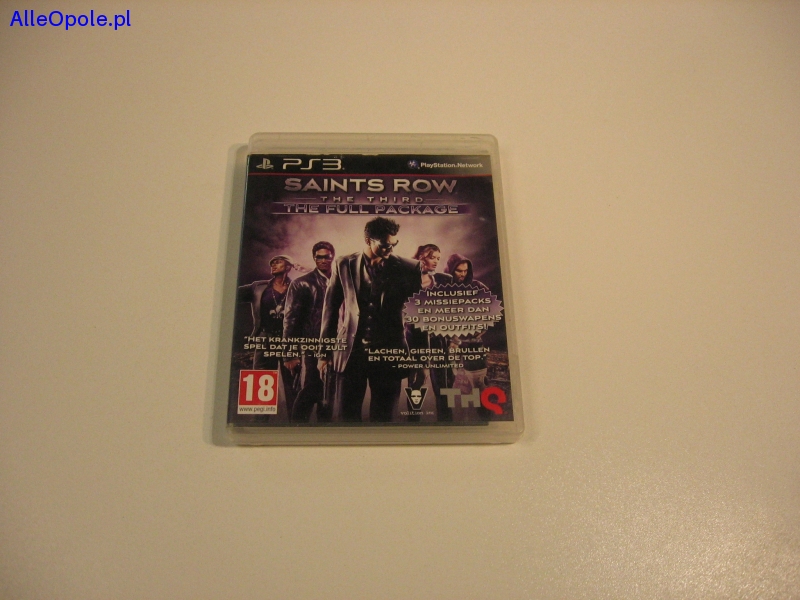 AlleOpole.pl
PS3
PlayStation.Network
SAINTS ROW
THE THIRD
THE FULL PACKAGE
INCLUSIEF
3 MISSIEPACKS
EN MEER DAN
30 BONUSWAPENS
EN OUTFITS!
"HET KRANKZINNIGSTE
SPEL DAT JE OOIT ZULT
SPELEN." – IGN
"LACHEN, GIEREN, BRULLEN
EN TOTAAL OVER DE TOP."
– POWER UNLIMITED
18
www.pegi.info
THQ